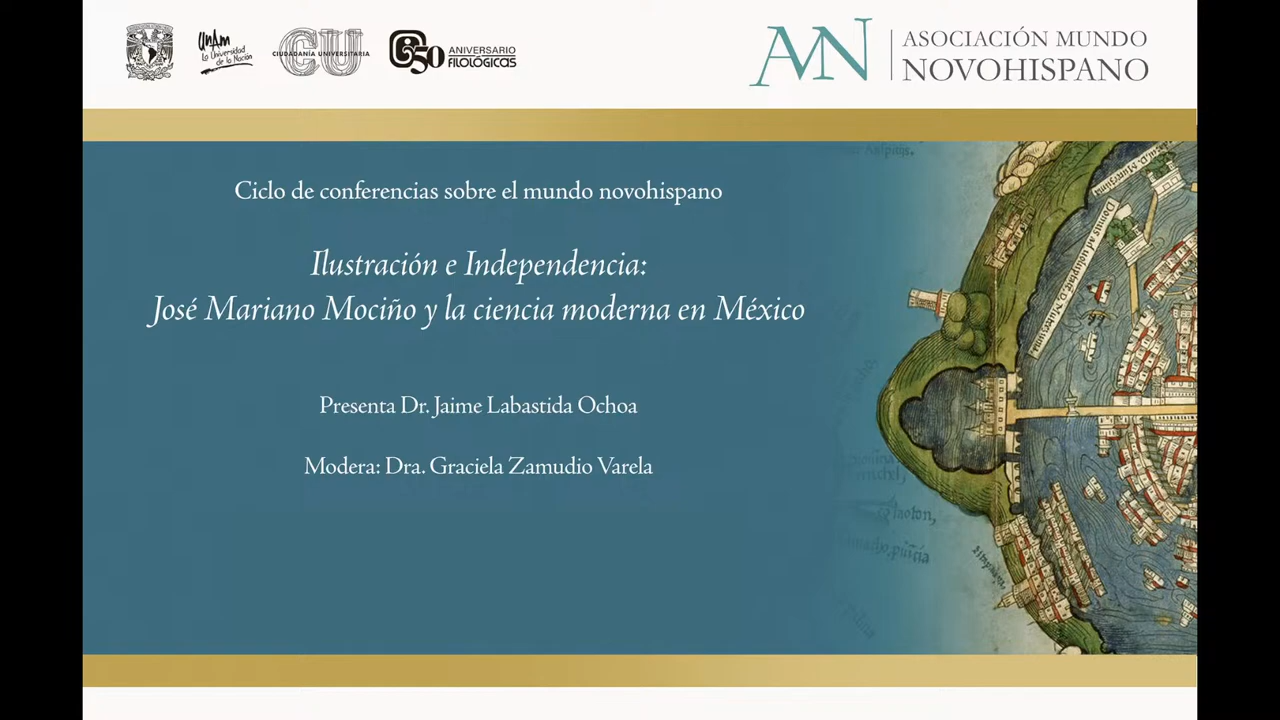 UNAM
La Universidad
de la Nación
CU
CIUDADANÍA UNIVERSITARIA
50
ANIVERSARIO
FILOLÓGICAS
AMN
ASOCIACIÓN MUNDO
NOVOHISPANO
Ciclo de conferencias sobre el mundo novohispano
Ilustración e Independencia:
José Mariano Mociño y la ciencia moderna en México
Presenta Dr. Jaime Labastida Ochoa
Modera: Dra. Graciela Zamudio Varela